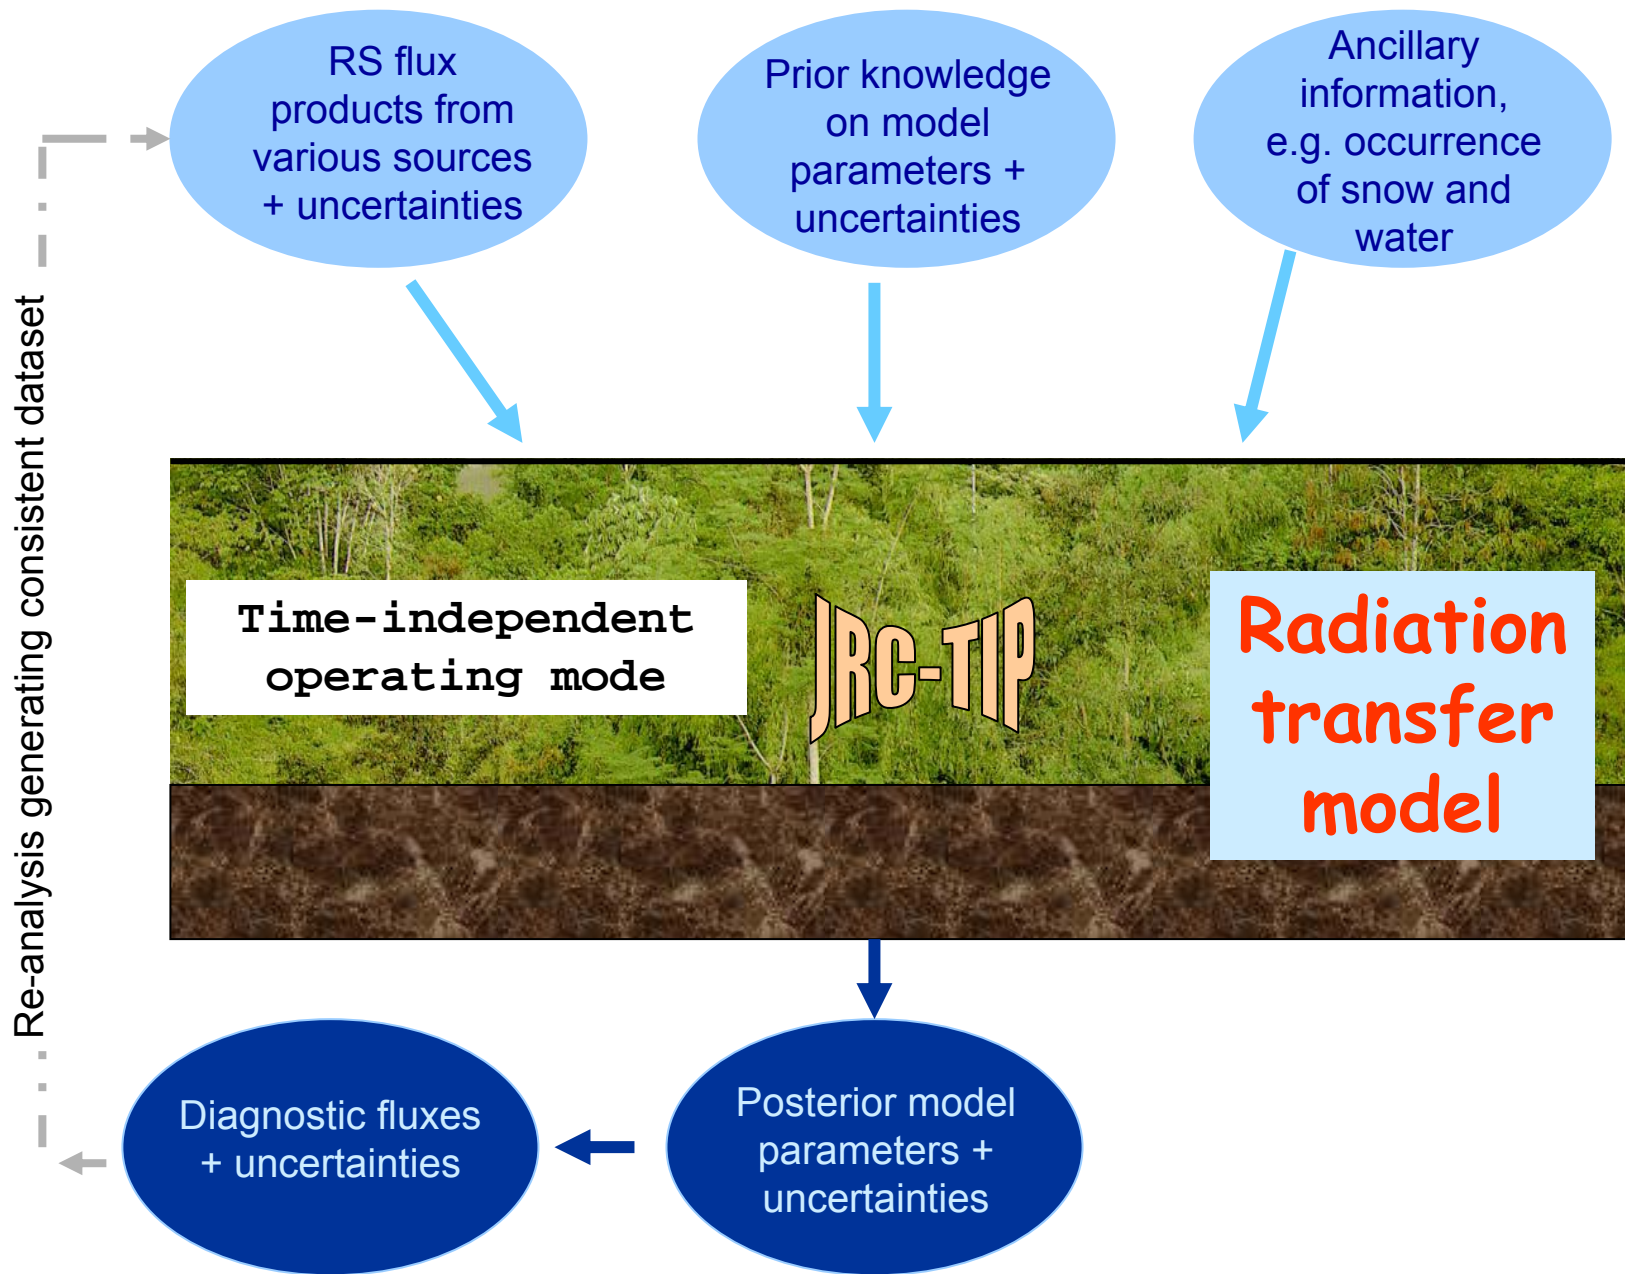 RS flux
products from
various sources
+ uncertainties
Prior knowledge
on model
parameters +
uncertainties
Ancillary
information,
e.g. occurrence
of snow and
water
Re-analysis generating consistent dataset
Time-independent
operating mode
JRC-TIP
Radiation
transfer
model
Diagnostic fluxes
+ uncertainties
Posterior model
parameters +
uncertainties